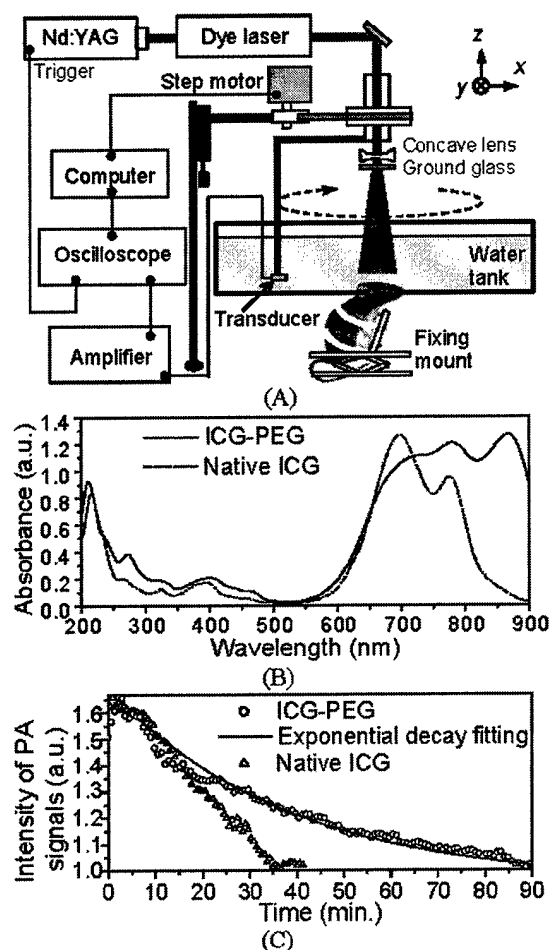 Nd:YAG
Dye laser
Trigger
Step motor
z
x
y
Concave lens
Ground glass
Computer
Oscilloscope
Water
tank
Transducer
Amplifier
Fixing
mount
(A)
Absorbance (a.u.)
1.4
1.2
1.0
0.8
0.6
0.4
0.2
0.0
ICG-PEG
Native ICG
200 300 400 500 600 700 800 900
Wavelength (nm)
(B)
Intensity of PA
signals (a.u.)
1.6
1.5
1.4
1.3
1.2
1.1
1.0
ICG-PEG
Exponential decay fitting
Native ICG
0 10 20 30 40 50 60 70 80 90
Time (min.)
(C)